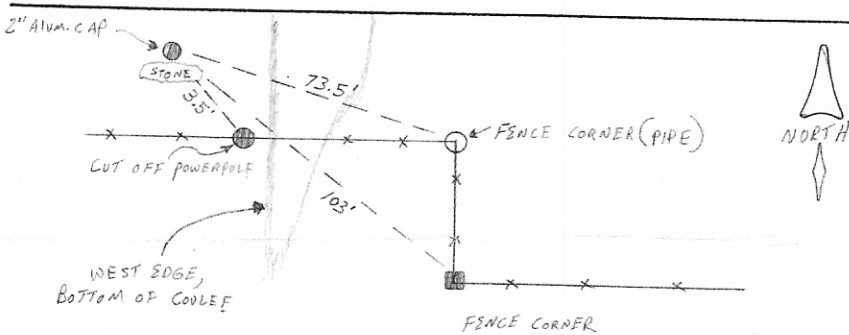 2" ALUM. CAP
STONE
73.5'
3.5'
FENCE CORNER (PIPE)
NORTH
CUT OFF POWERPOLE
103'
WEST EDGE,
BOTTOM OF COULEE
FENCE CORNER